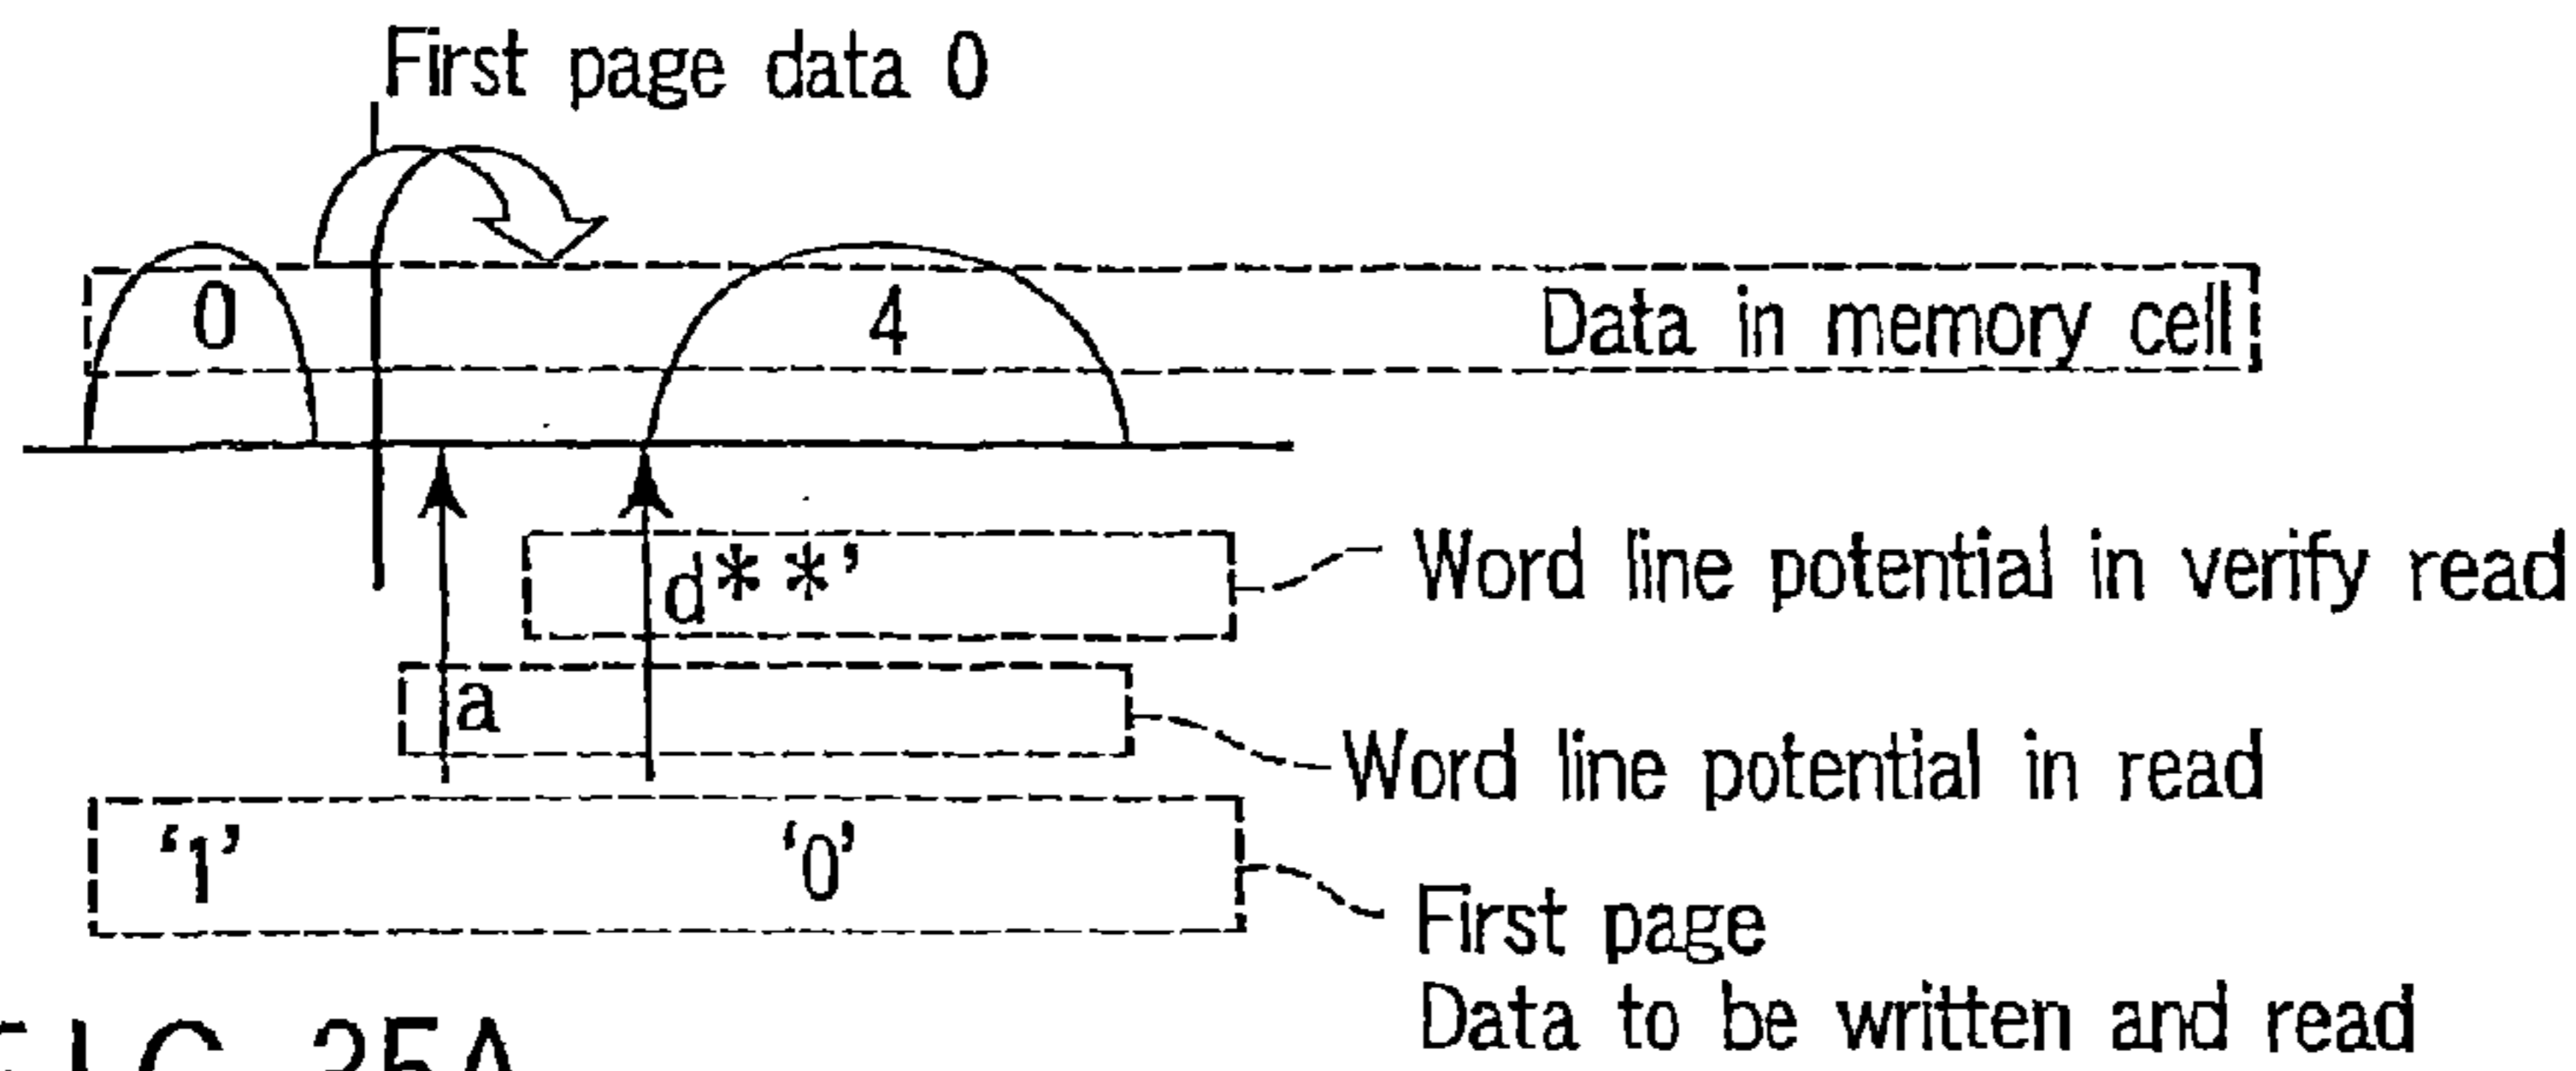 First page data 0
0 4 Data in memory cell
d**’ Word line potential in verify read
a
Word line potential in read
‘1’ ‘0’
First page
Data to be written and read